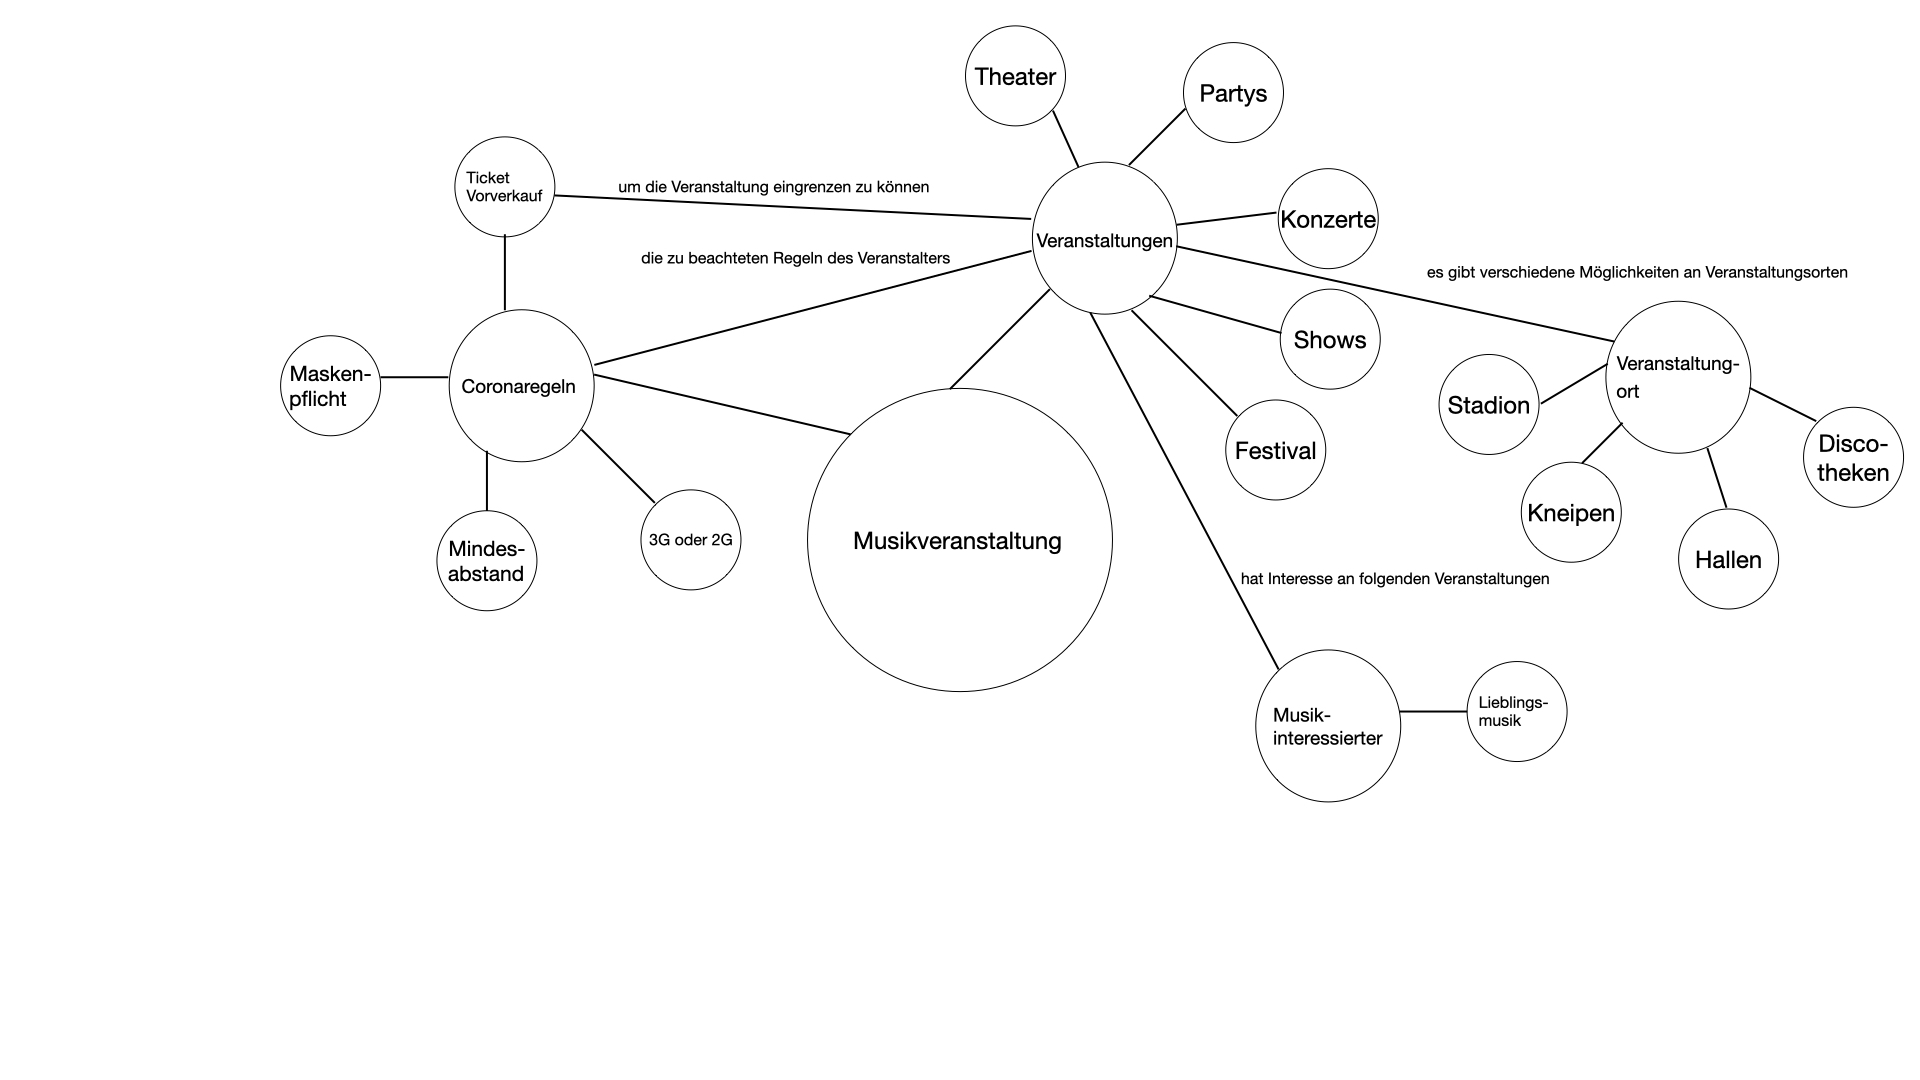 Theater
Partys
Ticket
Vorverkauf
um die Veranstaltung eingrenzen zu können
Konzerte
Veranstaltungen
die zu beachteten Regeln des Veranstalters
es gibt verschiedene Möglichkeiten an Veranstaltungsorten
Shows
Veranstaltung-
ort
Masken-
pflicht
Coronaregeln
Stadion
Festival
Disco-
theken
Kneipen
Mindes-
abstand
3G oder 2G
Musikveranstaltung
Hallen
hat Interesse an folgenden Veranstaltungen
Musik-
interessierter
Lieblings-
musik